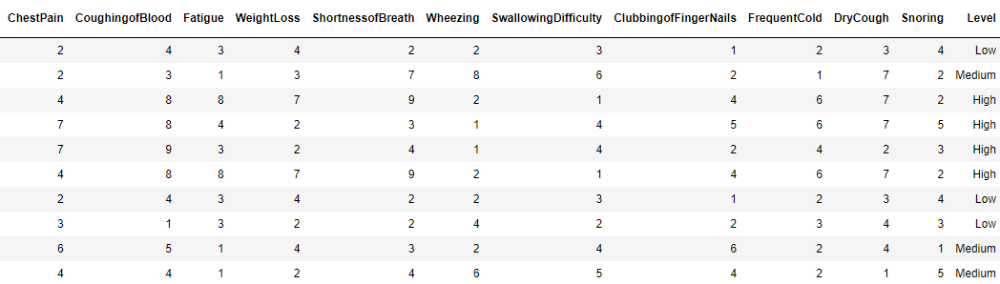 ChestPain CoughingofBlood Fatigue WeightLoss ShortnessofBreath Wheezing SwallowingDifficulty ClubbingofFingerNails FrequentCold DryCough Snoring Level
2 4 3 4 2 2 3 1 2 3 4 Low
2 3 1 3 7 8 6 2 1 7 2 Medium
4 8 8 7 9 2 1 4 6 7 2 High
7 8 4 2 3 1 4 5 6 7 5 High
7 9 3 2 4 1 4 2 4 2 3 High
4 8 8 7 9 2 1 4 6 7 2 High
2 4 3 4 2 2 3 1 2 3 4 Low
3 1 3 2 2 4 2 2 3 4 3 Low
6 5 1 4 3 2 4 6 2 4 1 Medium
4 4 1 2 4 6 5 4 2 1 5 Medium